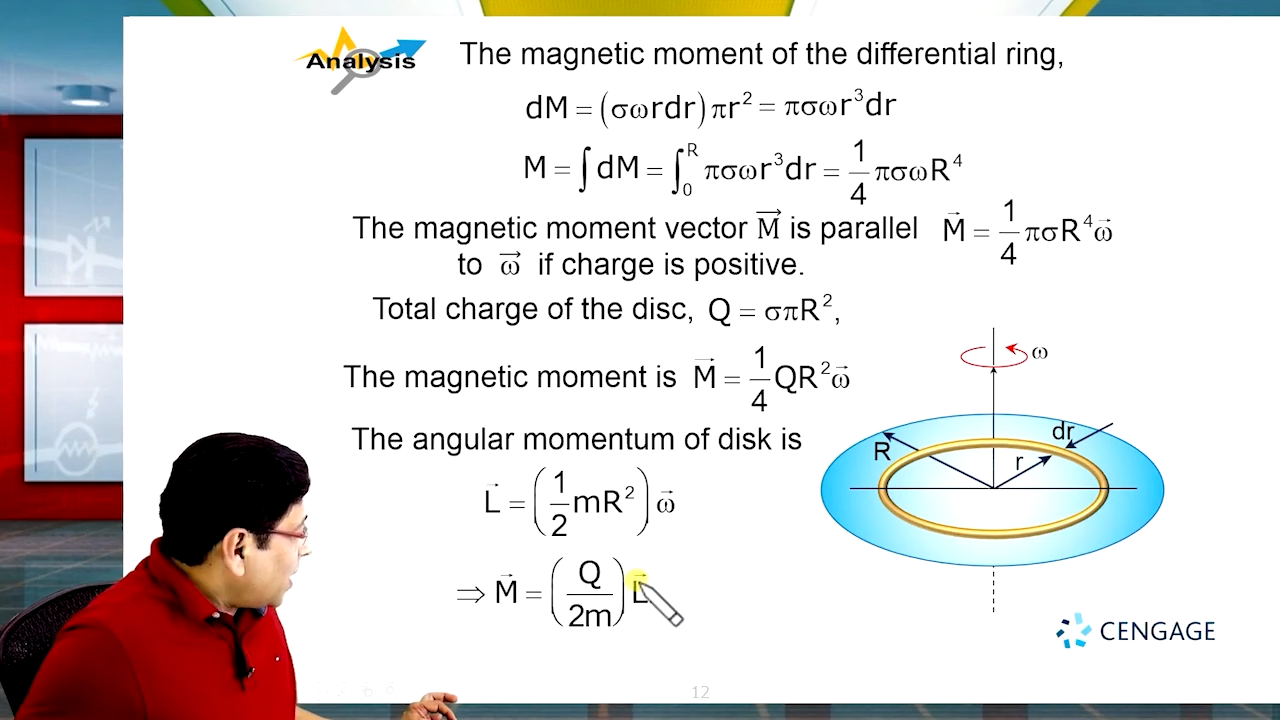 Analysis
The magnetic moment of the differential ring,
dM = (σωrdr) πr² = πσωr³dr
M = ∫ dM = ∫₀ᴿ πσωr³dr = 1/4 πσωR⁴
The magnetic moment vector M⃗ is parallel M⃗ = 1/4 πσR⁴ω⃗
to ω⃗ if charge is positive.
Total charge of the disc, Q = σπR²,
The magnetic moment is M⃗ = 1/4 QR²ω⃗
The angular momentum of disk is
L⃗ = (1/2 mR²) ω⃗
⇒ M⃗ = (Q/2m) L⃗
ω
dr
R
r
CENGAGE
12